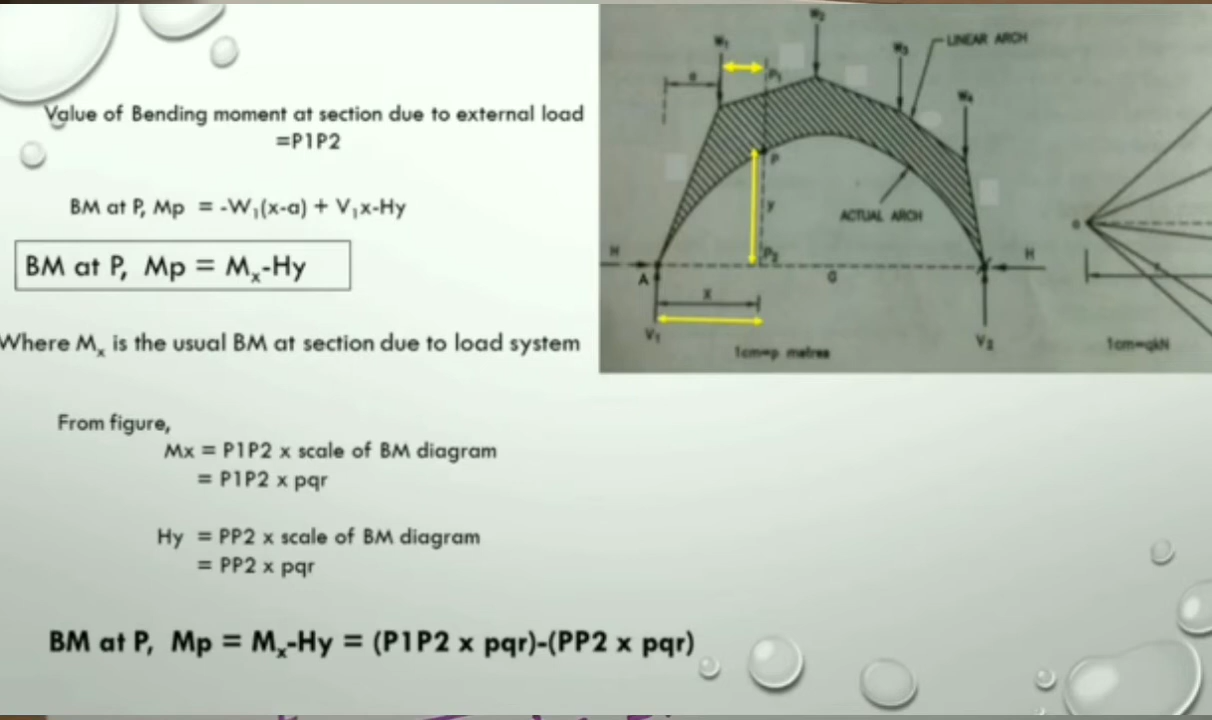 Value of Bending moment at section due to external load
=P1P2
BM at P, Mp = -W₁(x-a) + V₁x-Hy
BM at P, Mp = Mₓ-Hy
Where Mₓ is the usual BM at section due to load system
From figure,
Mx = P1P2 x scale of BM diagram
= P1P2 x pqr
Hy = PP2 x scale of BM diagram
= PP2 x pqr
BM at P, Mp = Mₓ-Hy = (P1P2 x pqr)-(PP2 x pqr)
W₂
W₁
W₃
LINEAR ARCH
a
P₁
W₄
P
y
ACTUAL ARCH
H
P₂
H
A
X
V₁
V₂
1cm=p metres
1cm=qkN